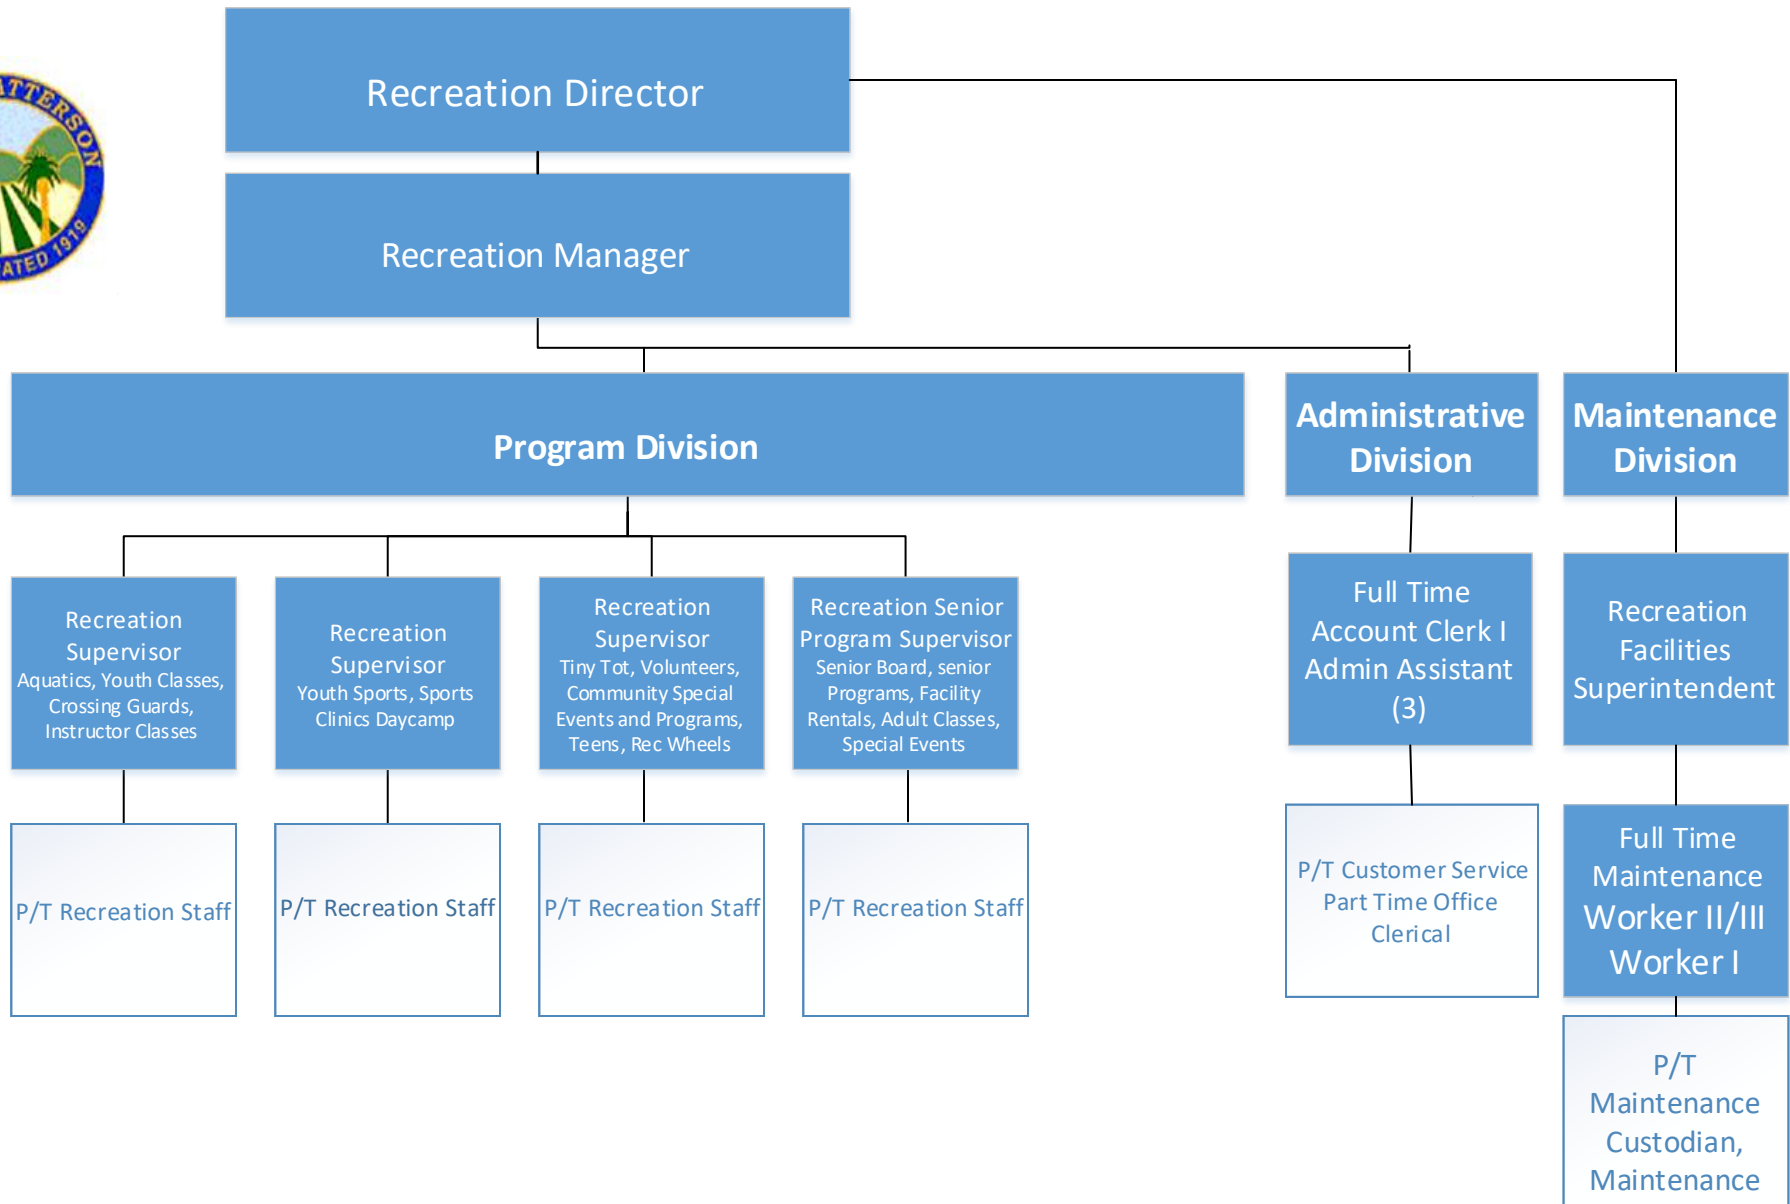 ATTERSON
ATED 1919
Recreation Director
Recreation Manager
Program Division
Administrative
Division
Maintenance
Division
Recreation
Supervisor
Aquatics, Youth Classes,
Crossing Guards,
Instructor Classes
Recreation
Supervisor
Youth Sports, Sports
Clinics Daycamp
Recreation
Supervisor
Tiny Tot, Volunteers,
Community Special
Events and Programs,
Teens, Rec Wheels
Recreation Senior
Program Supervisor
Senior Board, senior
Programs, Facility
Rentals, Adult Classes,
Special Events
Full Time
Account Clerk I
Admin Assistant
(3)
Recreation
Facilities
Superintendent
P/T Recreation Staff
P/T Recreation Staff
P/T Recreation Staff
P/T Recreation Staff
P/T Customer Service
Part Time Office
Clerical
Full Time
Maintenance
Worker II/III
Worker I
P/T
Maintenance
Custodian,
Maintenance